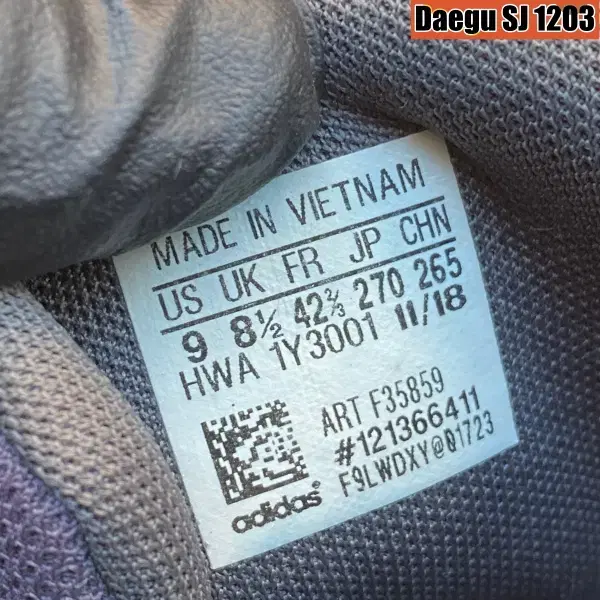 Daegu SJ 1203
MADE IN VIETNAM
US UK FR JP CHN
9 8½ 42⅔ 270 265
HWA 1Y3001 11/18
ART F35859
#121366411
F9LWDXY@01723
adidas